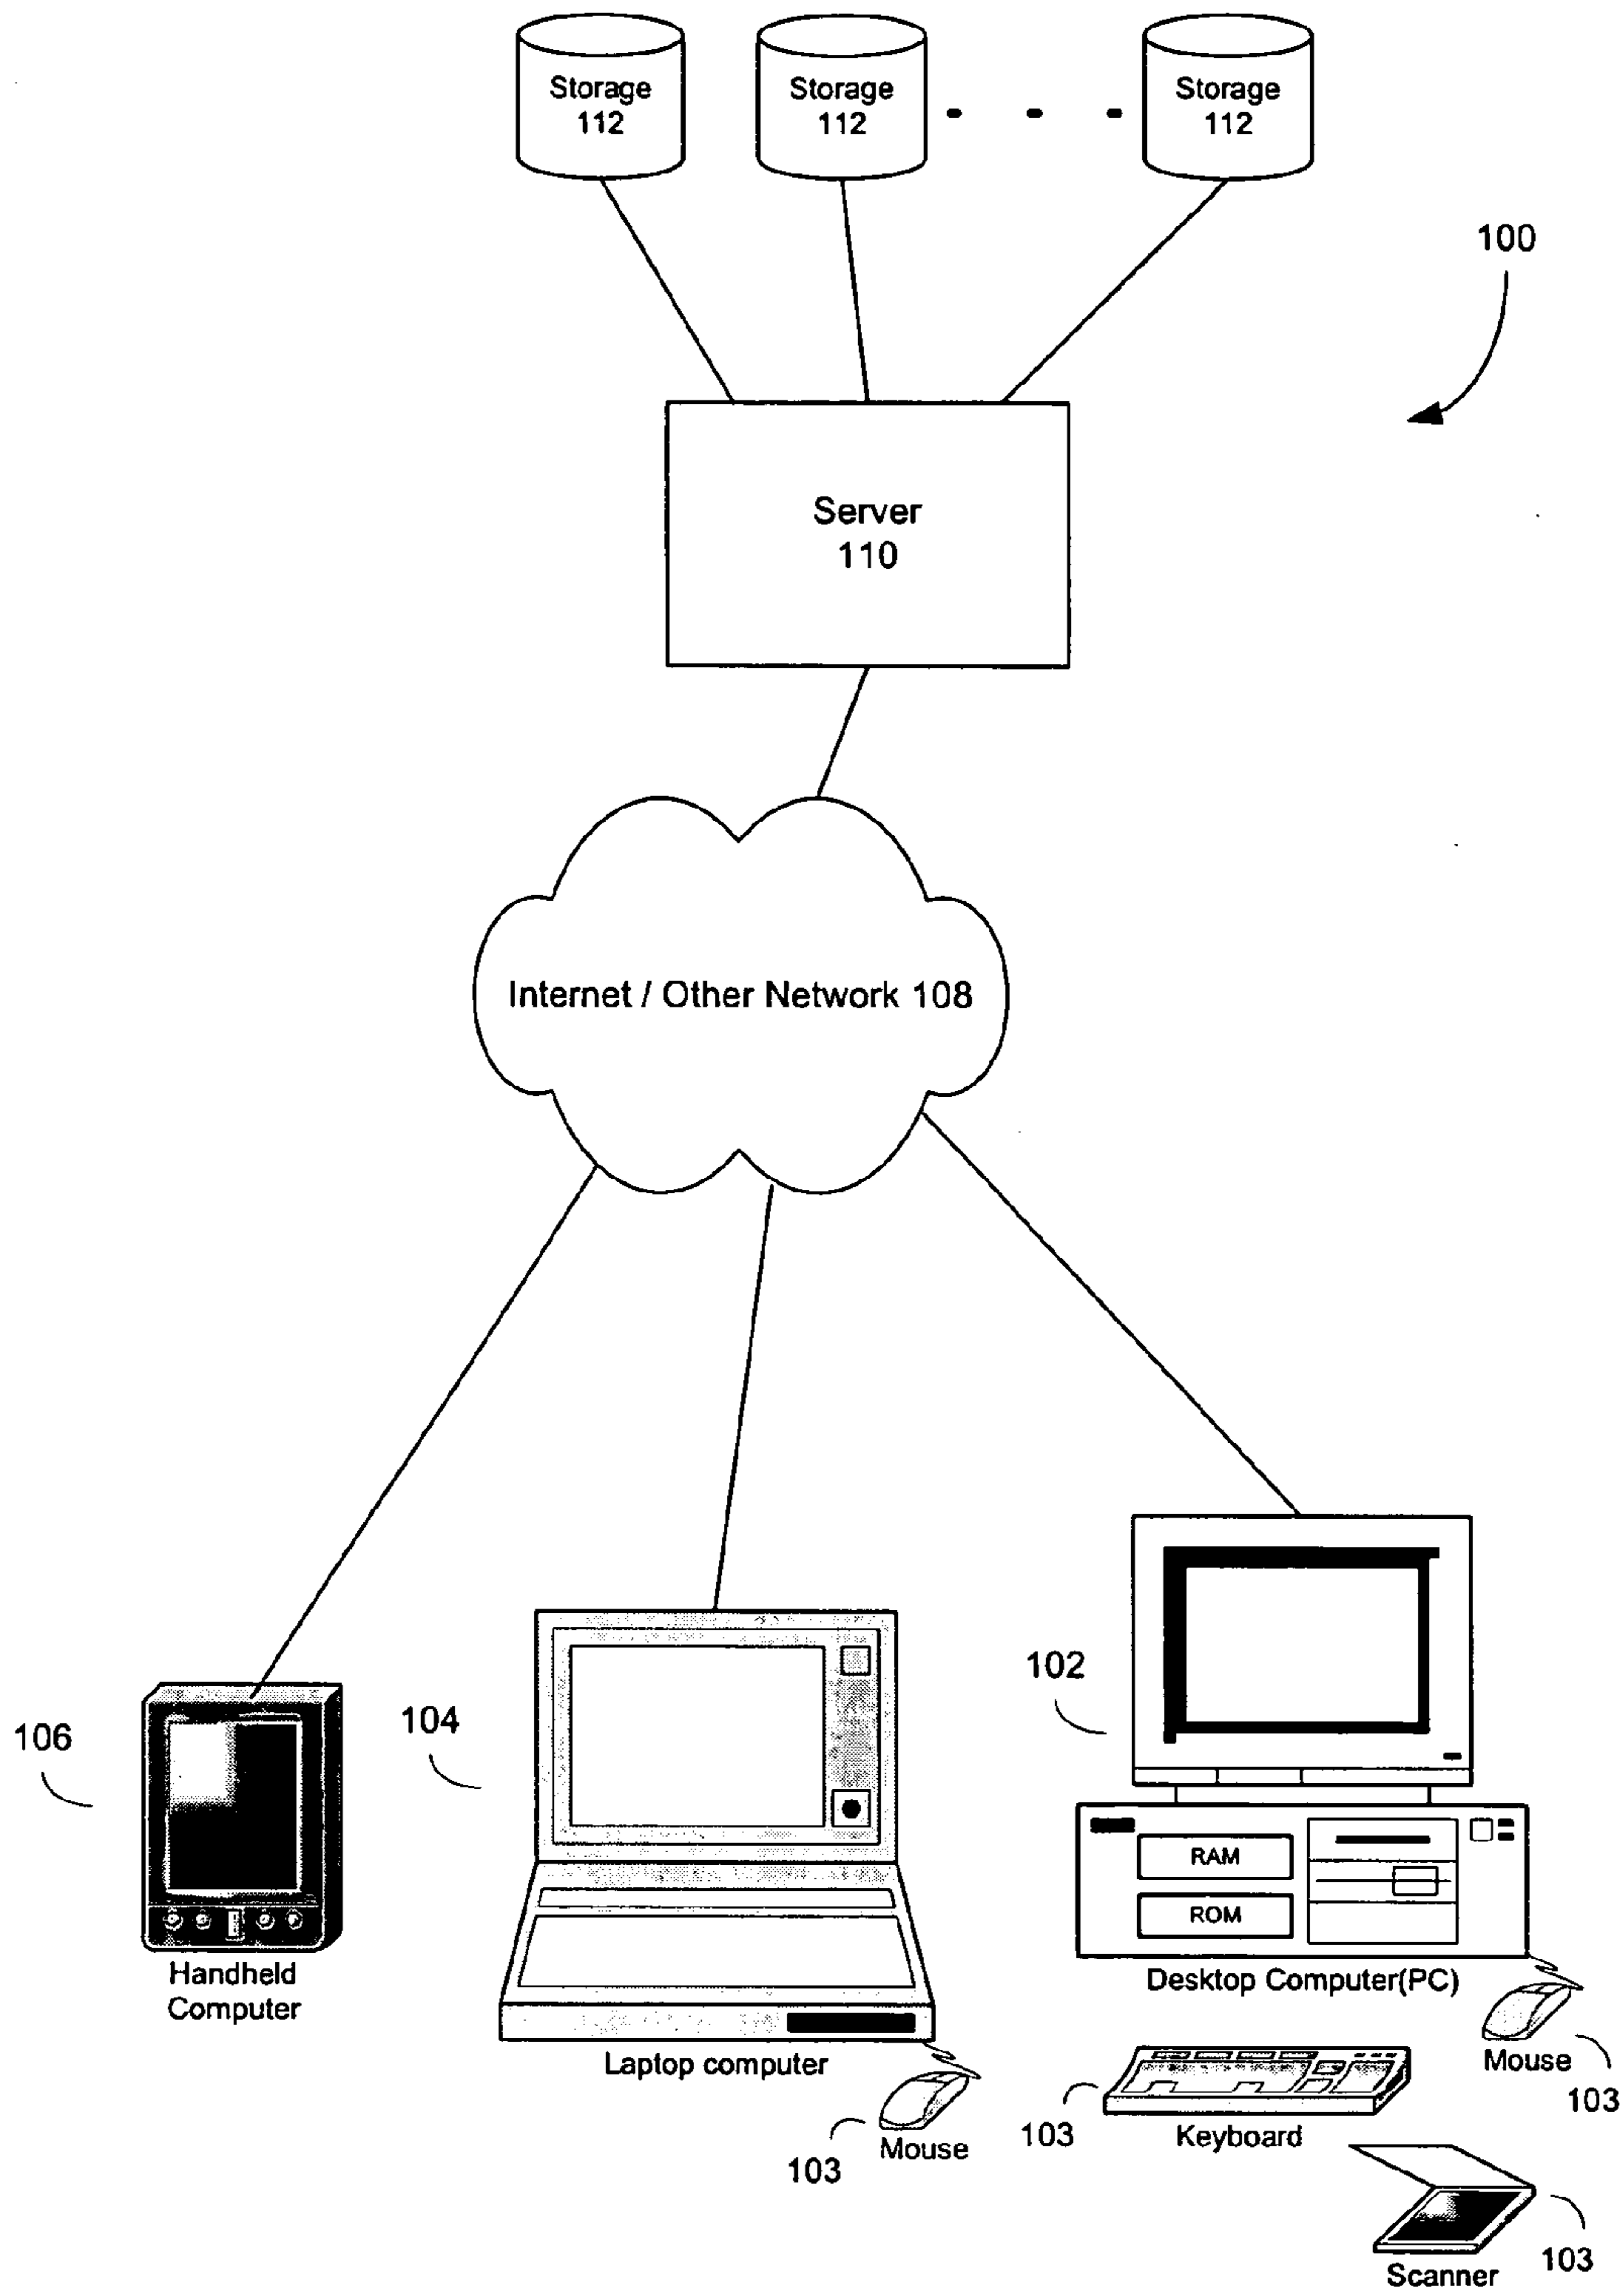 Storage
112
Storage
112
Storage
112
100
Server
110
Internet / Other Network 108
102
104
106
RAM
ROM
Handheld
Computer
Desktop Computer(PC)
Laptop computer
Mouse
103
103
Keyboard
103
Mouse
103
Scanner